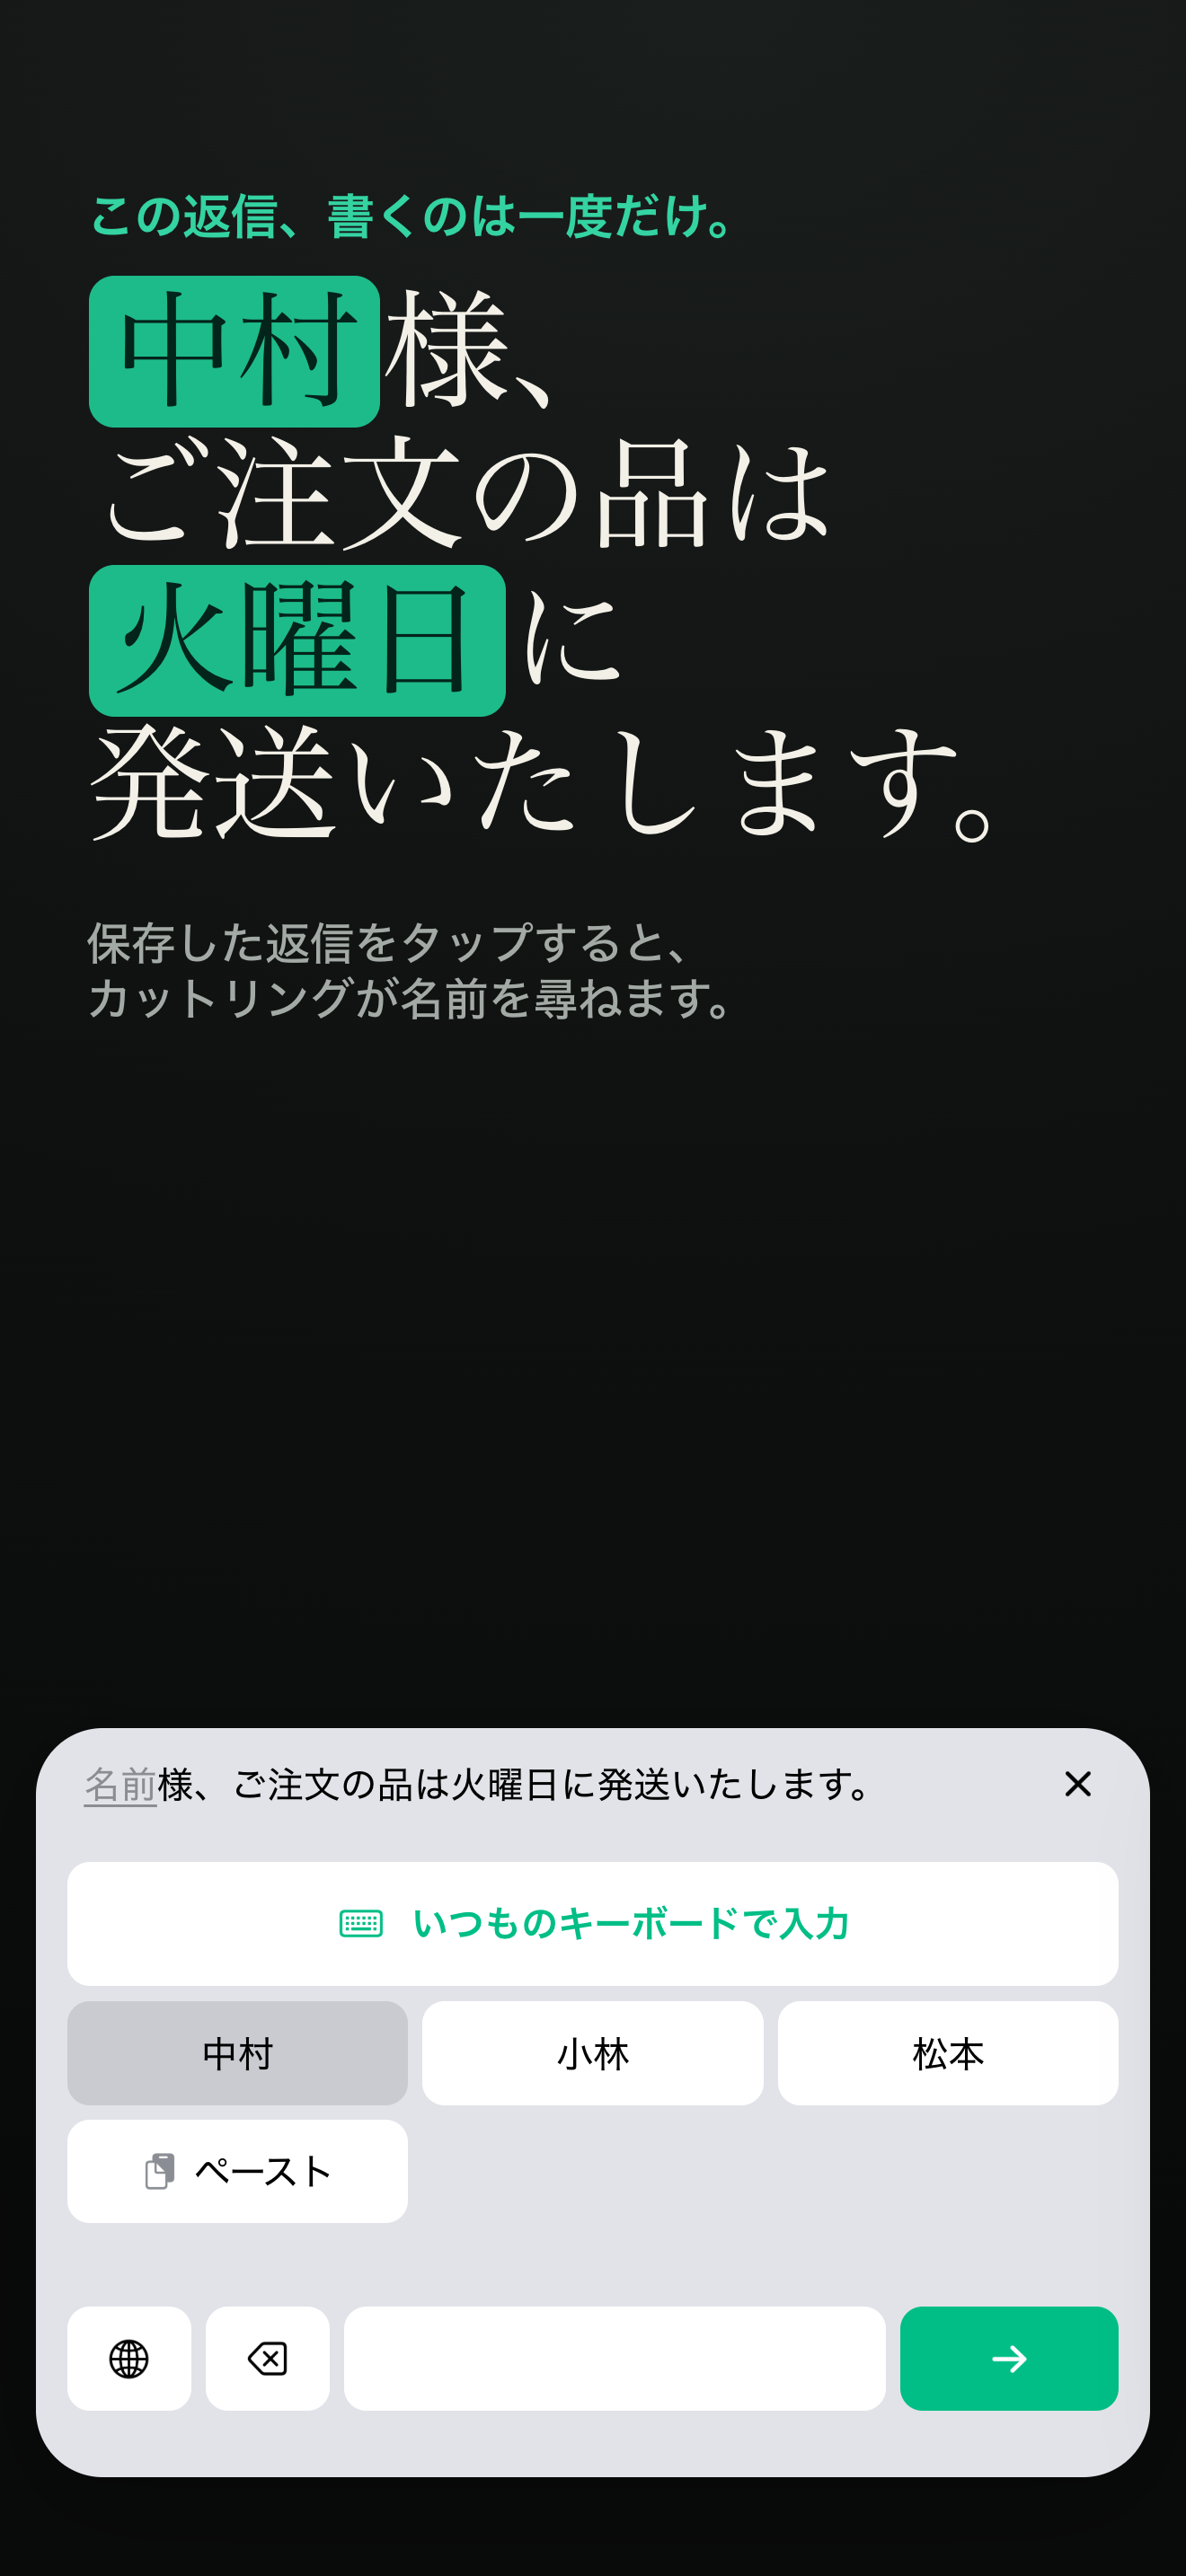 この返信、書くのは一度だけ。
中村様、
ご注文の品は
火曜日に
発送いたします。
保存した返信をタップすると、
カットリングが名前を尋ねます。
名前様、ご注文の品は火曜日に発送いたします。
いつものキーボードで入力
中村
小林
松本
ペースト